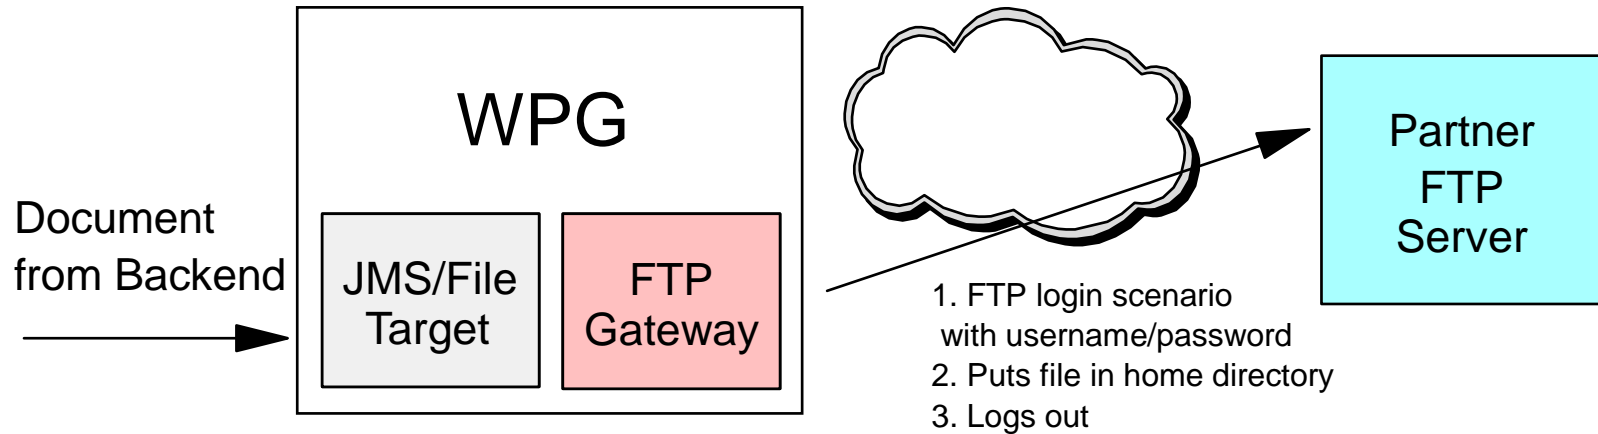 WPG
Document
from Backend
JMS/File
Target
FTP
Gateway
1. FTP login scenario
with username/password
2. Puts file in home directory
3. Logs out
Partner
FTP
Server